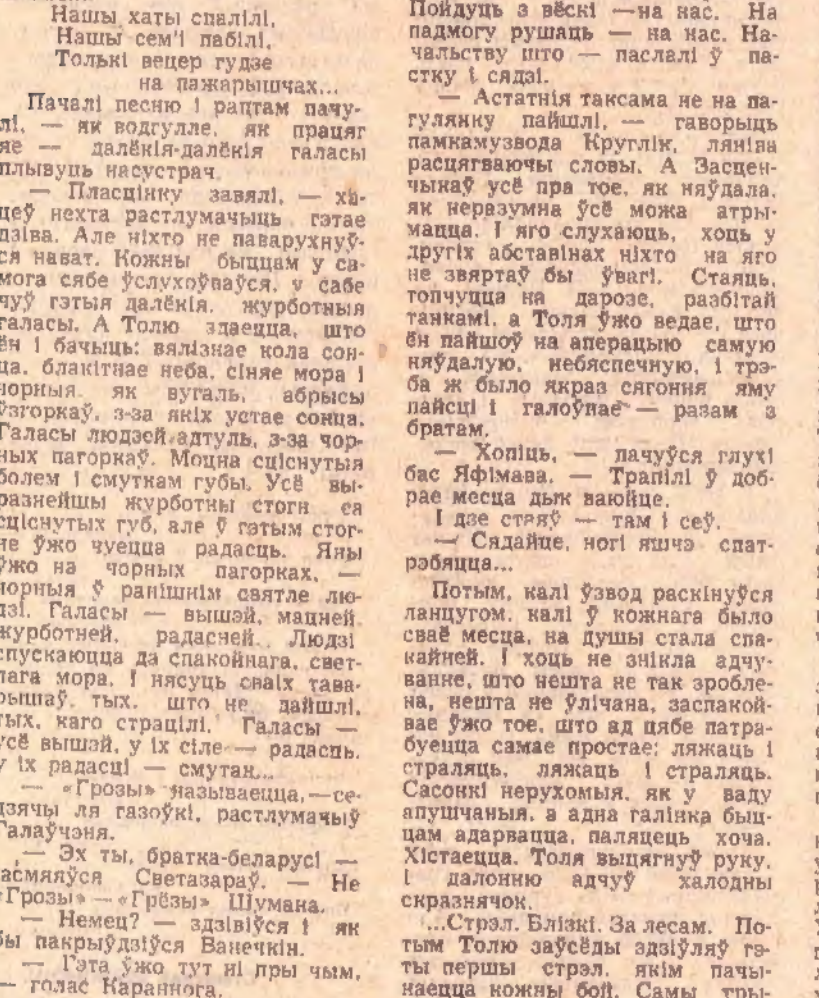 Нашы хаты спалілі,
Нашы сем'і пабілі,
Толькі вецер гудзе
на пажарышчах...
Пачалі песню і раптам пачу-
лі, — як водгулле, як працяг
яе — далёкія-далёкія галасы
плывуць насустрач.
— Пласцінку завялі, — ха-
цеў нехта растлумачыць гэтае
дзіва. Але ніхто не паварухнуў-
ся нават. Кожны быццам у са-
мога сябе ўслухоўваўся, у сабе
чуў гэтыя далёкія, журботныя
галасы. А Толю здаецца, што
ён і бачыць: вялізнае кола сон-
ца, блакітнае неба, сіняе мора і
чорныя, як вугаль, абрысы
ўзгоркаў, з-за якіх устае сонца.
Галасы людзей адтуль, з-за чор-
ных пагоркаў. Моцна сціснутыя
болем і смуткам губы. Усё вы-
разнейшы журботны стогн са
сціснутых губ, але ў гэтым стог-
не ўжо чуецца радасць. Яны
ўжо на чорных пагорках, —
чорныя ў ранішнім святле лю-
дзі. Галасы — вышэй, мацней,
журботней, радасней. Людзі
спускаюцца да спакойнага, свет-
лага мора. І нясуць сваіх тава-
рышаў, тых, што не дайшлі,
тых, каго страцілі. Галасы —
усё вышэй, у іх сіле — радасць,
у іх радасці — смутак...
— «Грозы» называецца,—се-
дзячы ля газоўкі, растлумачыў
Галаўчэня.
— Эх ты, братка-беларусі —
засмяяўся Светазараў. — Не
«Грозы» — «Грёзы» Шумана.
— Немец? — здзівіўся і як
бы пакрыўдзіўся Ванечкін.
— Гэта ўжо тут ні пры чым,
— голас Караннога.
Пойдуць з вёскі —на нас. На
падмогу рушаць — на нас. На-
чальству што — паслалі ў па-
стку і сядзі.
— Астатнія таксама не на па-
гулянку пайшлі, — гаворыць
памкамузвода Круглік, ляніва
расцягваючы словы. А Засцен-
чыкаў усё пра тое, як няўдала,
як неразумна ўсё можа атры-
мацца. І яго слухаюць, хоць у
другіх абставінах ніхто на яго
не звяртаў бы ўвагі. Стаяць,
топчуцца на дарозе, разбітай
танкамі, а Толя ўжо ведае, што
ён пайшоў на аперацыю самую
няўдалую, небяспечную, і трэ-
ба ж было якраз сягоння яму
пайсці і галоўнае — разам з
братам.
— Хопіць, — пачуўся глухі
бас Яфімава. — Трапілі ў доб-
рае месца дык ваюйце.
І дзе стаяў — там і сеў.
— Сядайце, ногі яшчэ спат-
рэбяцца...
Потым, калі ўзвод раскінуўся
ланцугом, калі ў кожнага было
сваё месца, на душы стала спа-
кайней. І хоць не знікла адчу-
ванне, што нешта не так зробле-
на, нешта не ўлічана, заспакой-
вае ўжо тое, што ад цябе патра-
буецца самае простае: ляжаць і
страляць, ляжаць і страляць.
Сасонкі нерухомыя, як у ваду
апушчаныя, а адна галінка быц-
цам адарвацца, паляцець хоча.
Хістаецца. Толя выцягнуў руку,
і далонню адчуў халодны
скразнячок.
...Стрэл. Блізкі. За лесам. По-
тым Толю заўсёды здзіўляў гэ-
ты першы стрэл, якім пачы-
наецца кожны бой. Самы тры-